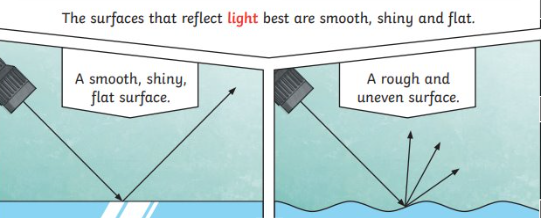 The surfaces that reflect light best are smooth, shiny and flat.
A smooth, shiny,
flat surface.
A rough and
uneven surface.